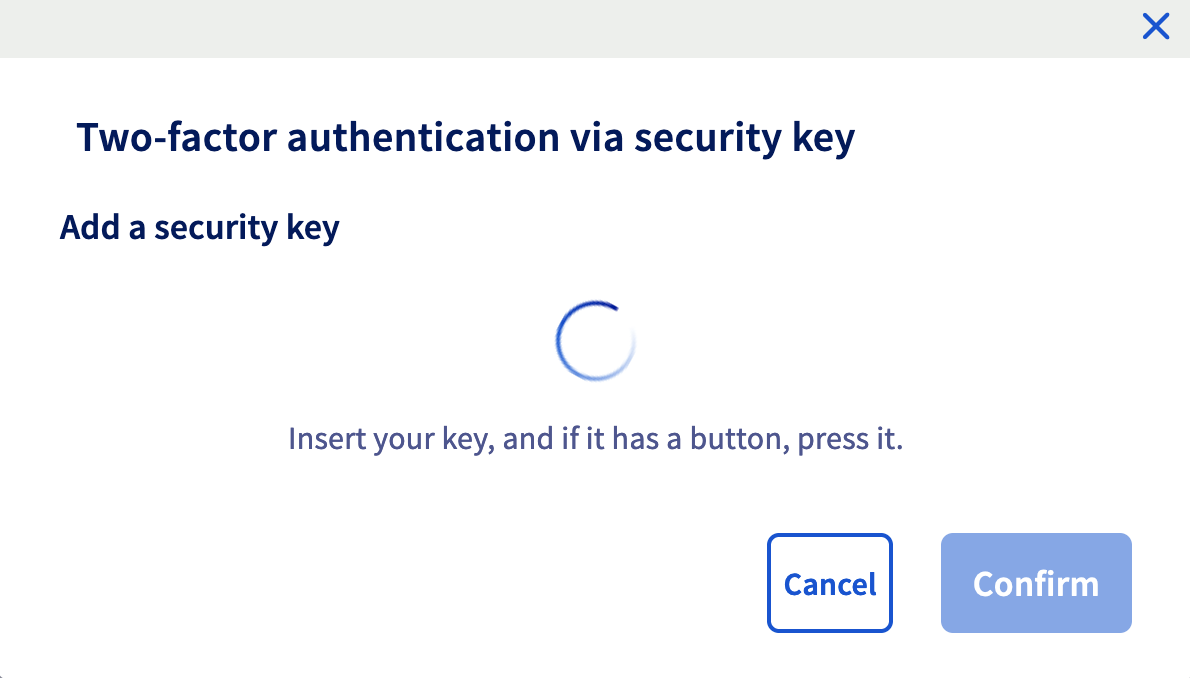 Two-factor authentication via security key
Add a security key
Insert your key, and if it has a button, press it.
Cancel
Confirm